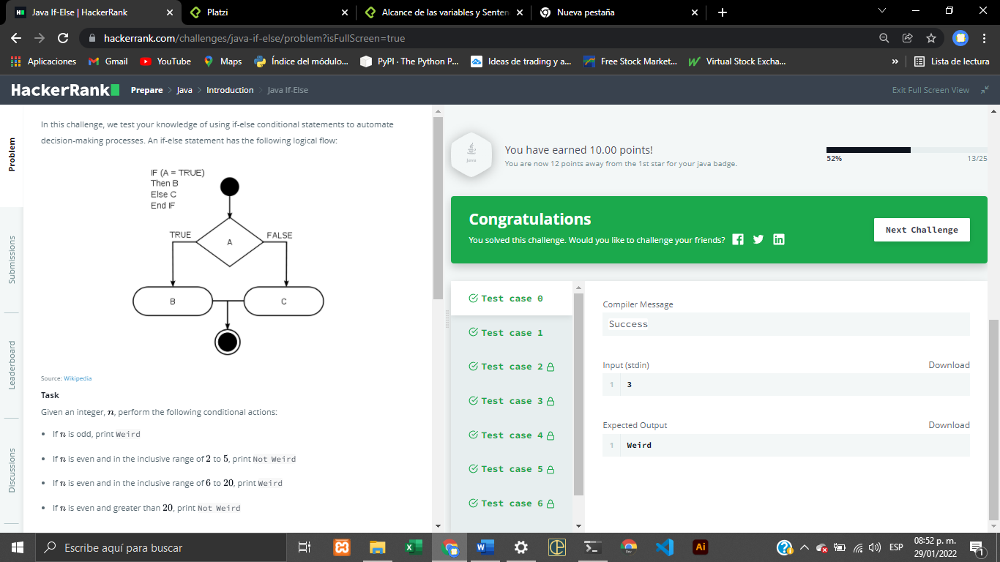 Java If-Else | HackerRank
Platzi
Alcance de las variables y Senten
Nueva pestaña
hackerrank.com/challenges/java-if-else/problem?isFullScreen=true
Aplicaciones
Gmail
YouTube
Maps
Índice del módulo...
PyPI · The Python P...
Ideas de trading y a...
Free Stock Market...
Virtual Stock Excha...
»
Lista de lectura
HackerRank
Prepare > Java > Introduction > Java If-Else
Exit Full Screen View
Problem
Submissions
Leaderboard
Discussions
In this challenge, we test your knowledge of using if-else conditional statements to automate
decision-making processes. An if-else statement has the following logical flow:
IF (A = TRUE)
Then B
Else C
End IF
TRUE
A
FALSE
B
C
Source: Wikipedia
Task
Given an integer, n, perform the following conditional actions:
• If n is odd, print Weird
• If n is even and in the inclusive range of 2 to 5, print Not Weird
• If n is even and in the inclusive range of 6 to 20, print Weird
• If n is even and greater than 20, print Not Weird
Java
You have earned 10.00 points!
You are now 12 points away from the 1st star for your java badge.
52%
13/25
Congratulations
You solved this challenge. Would you like to challenge your friends?
Next Challenge
Test case 0
Test case 1
Test case 2
Test case 3
Test case 4
Test case 5
Test case 6
Compiler Message
Success
Input (stdin)
Download
1 3
Expected Output
Download
1 Weird
Escribe aquí para buscar
Dev
Ai
ESP
08:52 p. m.
29/01/2022
1